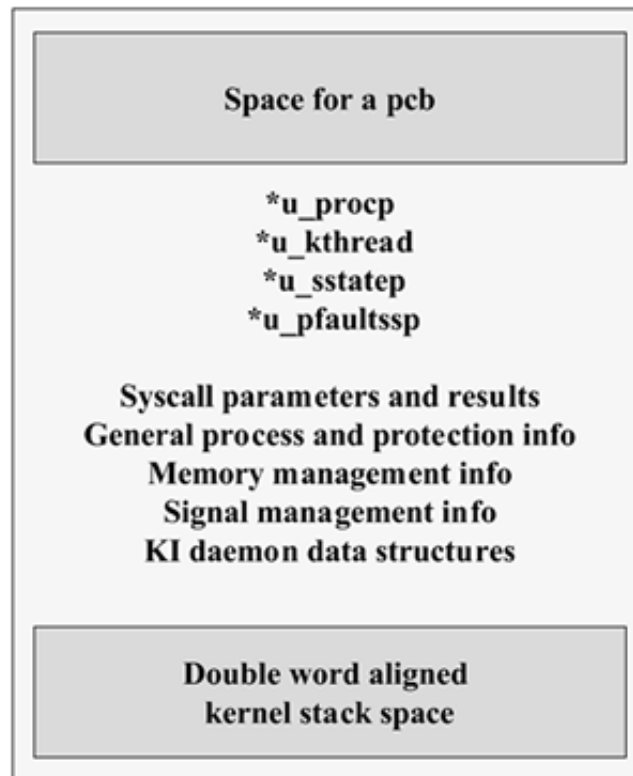 Space for a pcb
*u_procp
*u_kthread
*u_sstatep
*u_pfaultssp
Syscall parameters and results
General process and protection info
Memory management info
Signal management info
KI daemon data structures
Double word aligned
kernel stack space